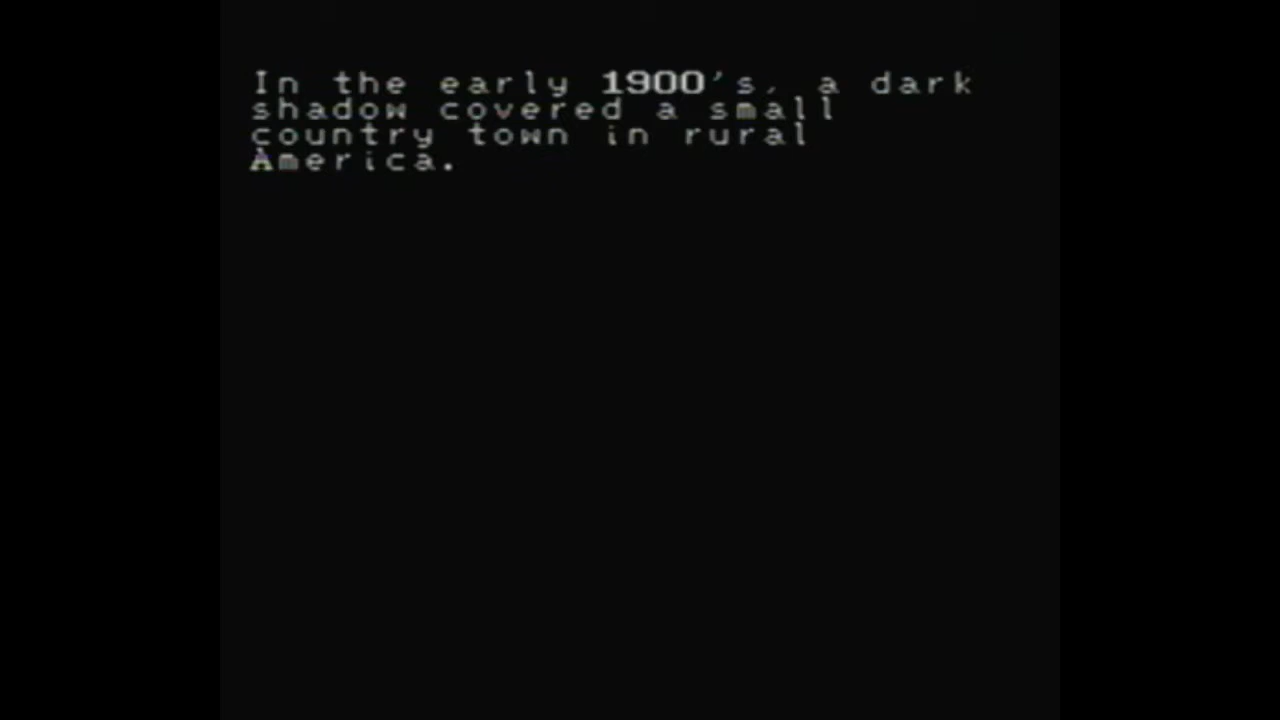 In the early 1900's, a dark
shadow covered a small
country town in rural
America.